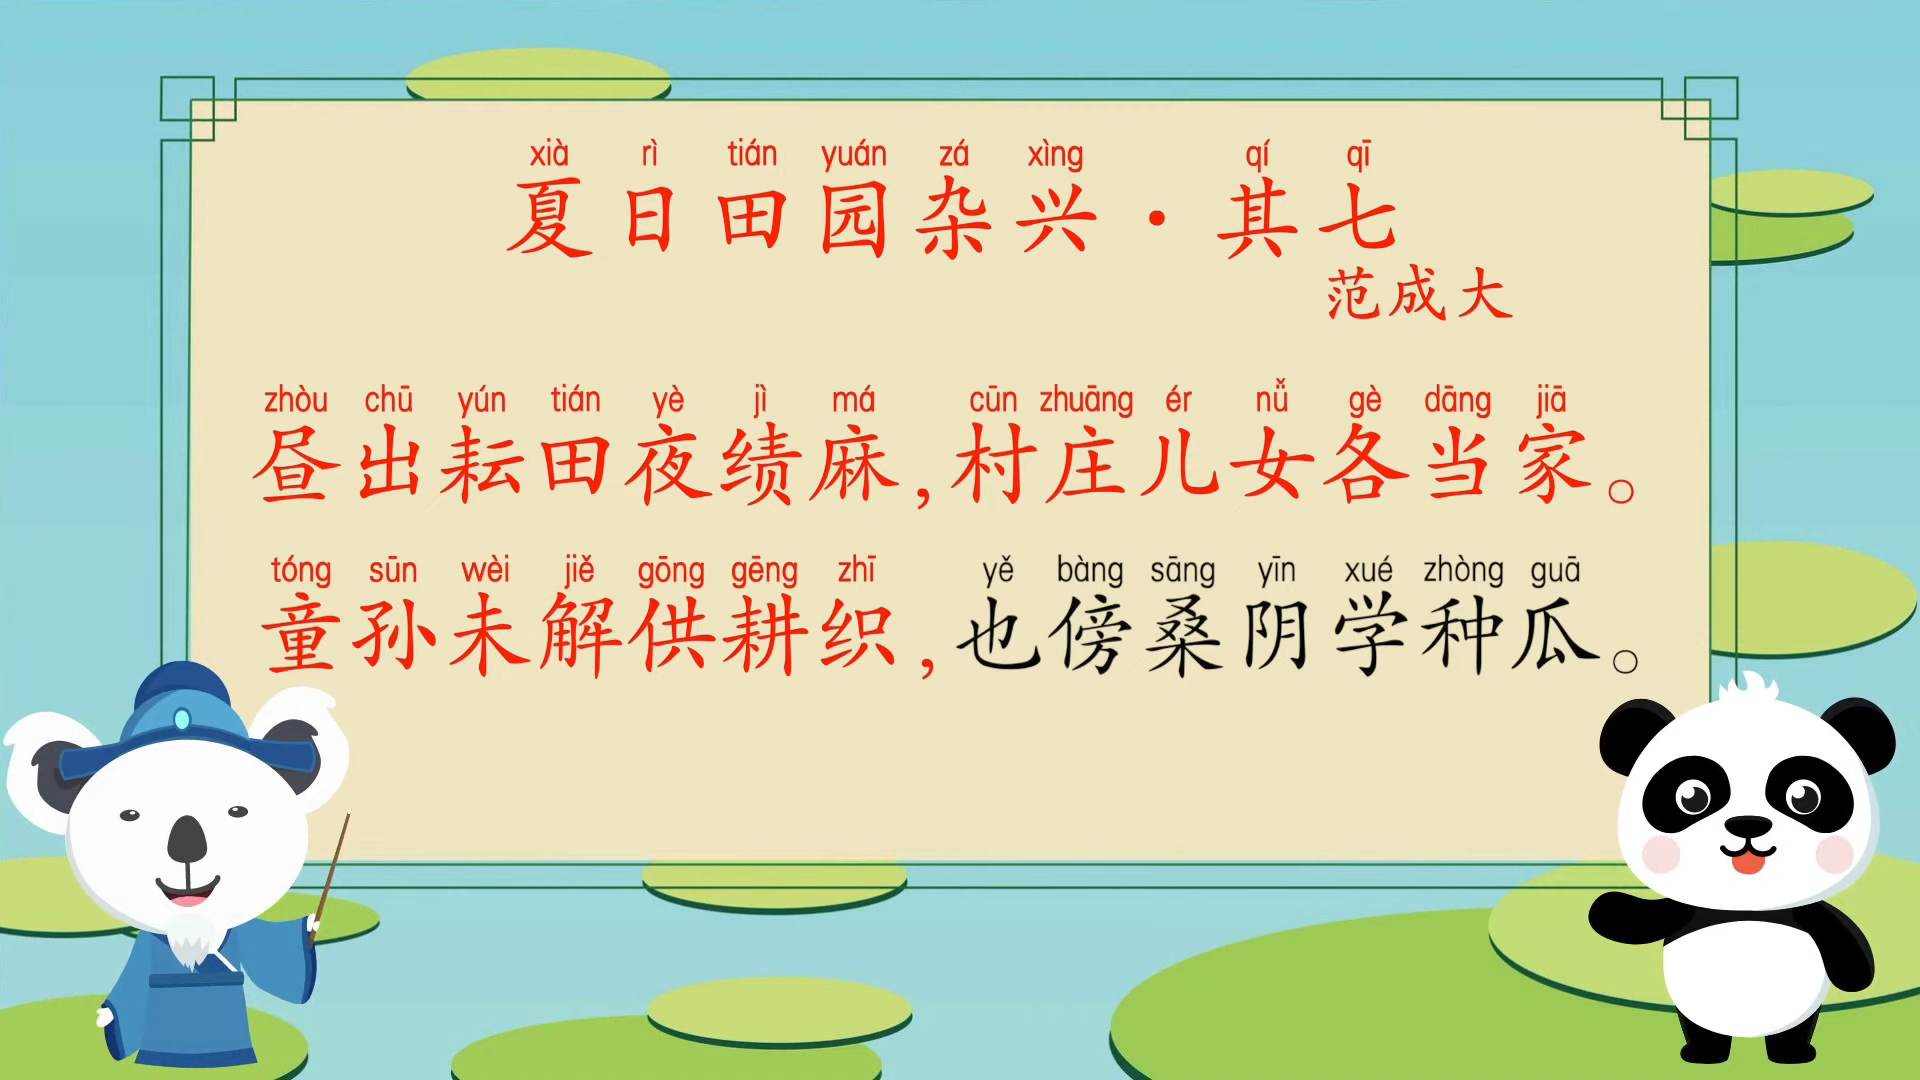 xià rì tián yuán zá xìng qí qī
夏日田园杂兴·其七
范成大
zhòu chū yún tián yè jì má cūn zhuāng ér nǚ gè dāng jiā
昼出耘田夜绩麻,村庄儿女各当家。
tóng sūn wèi jiě gōng gēng zhī yě bàng sāng yīn xué zhòng guā
童孙未解供耕织,也傍桑阴学种瓜。